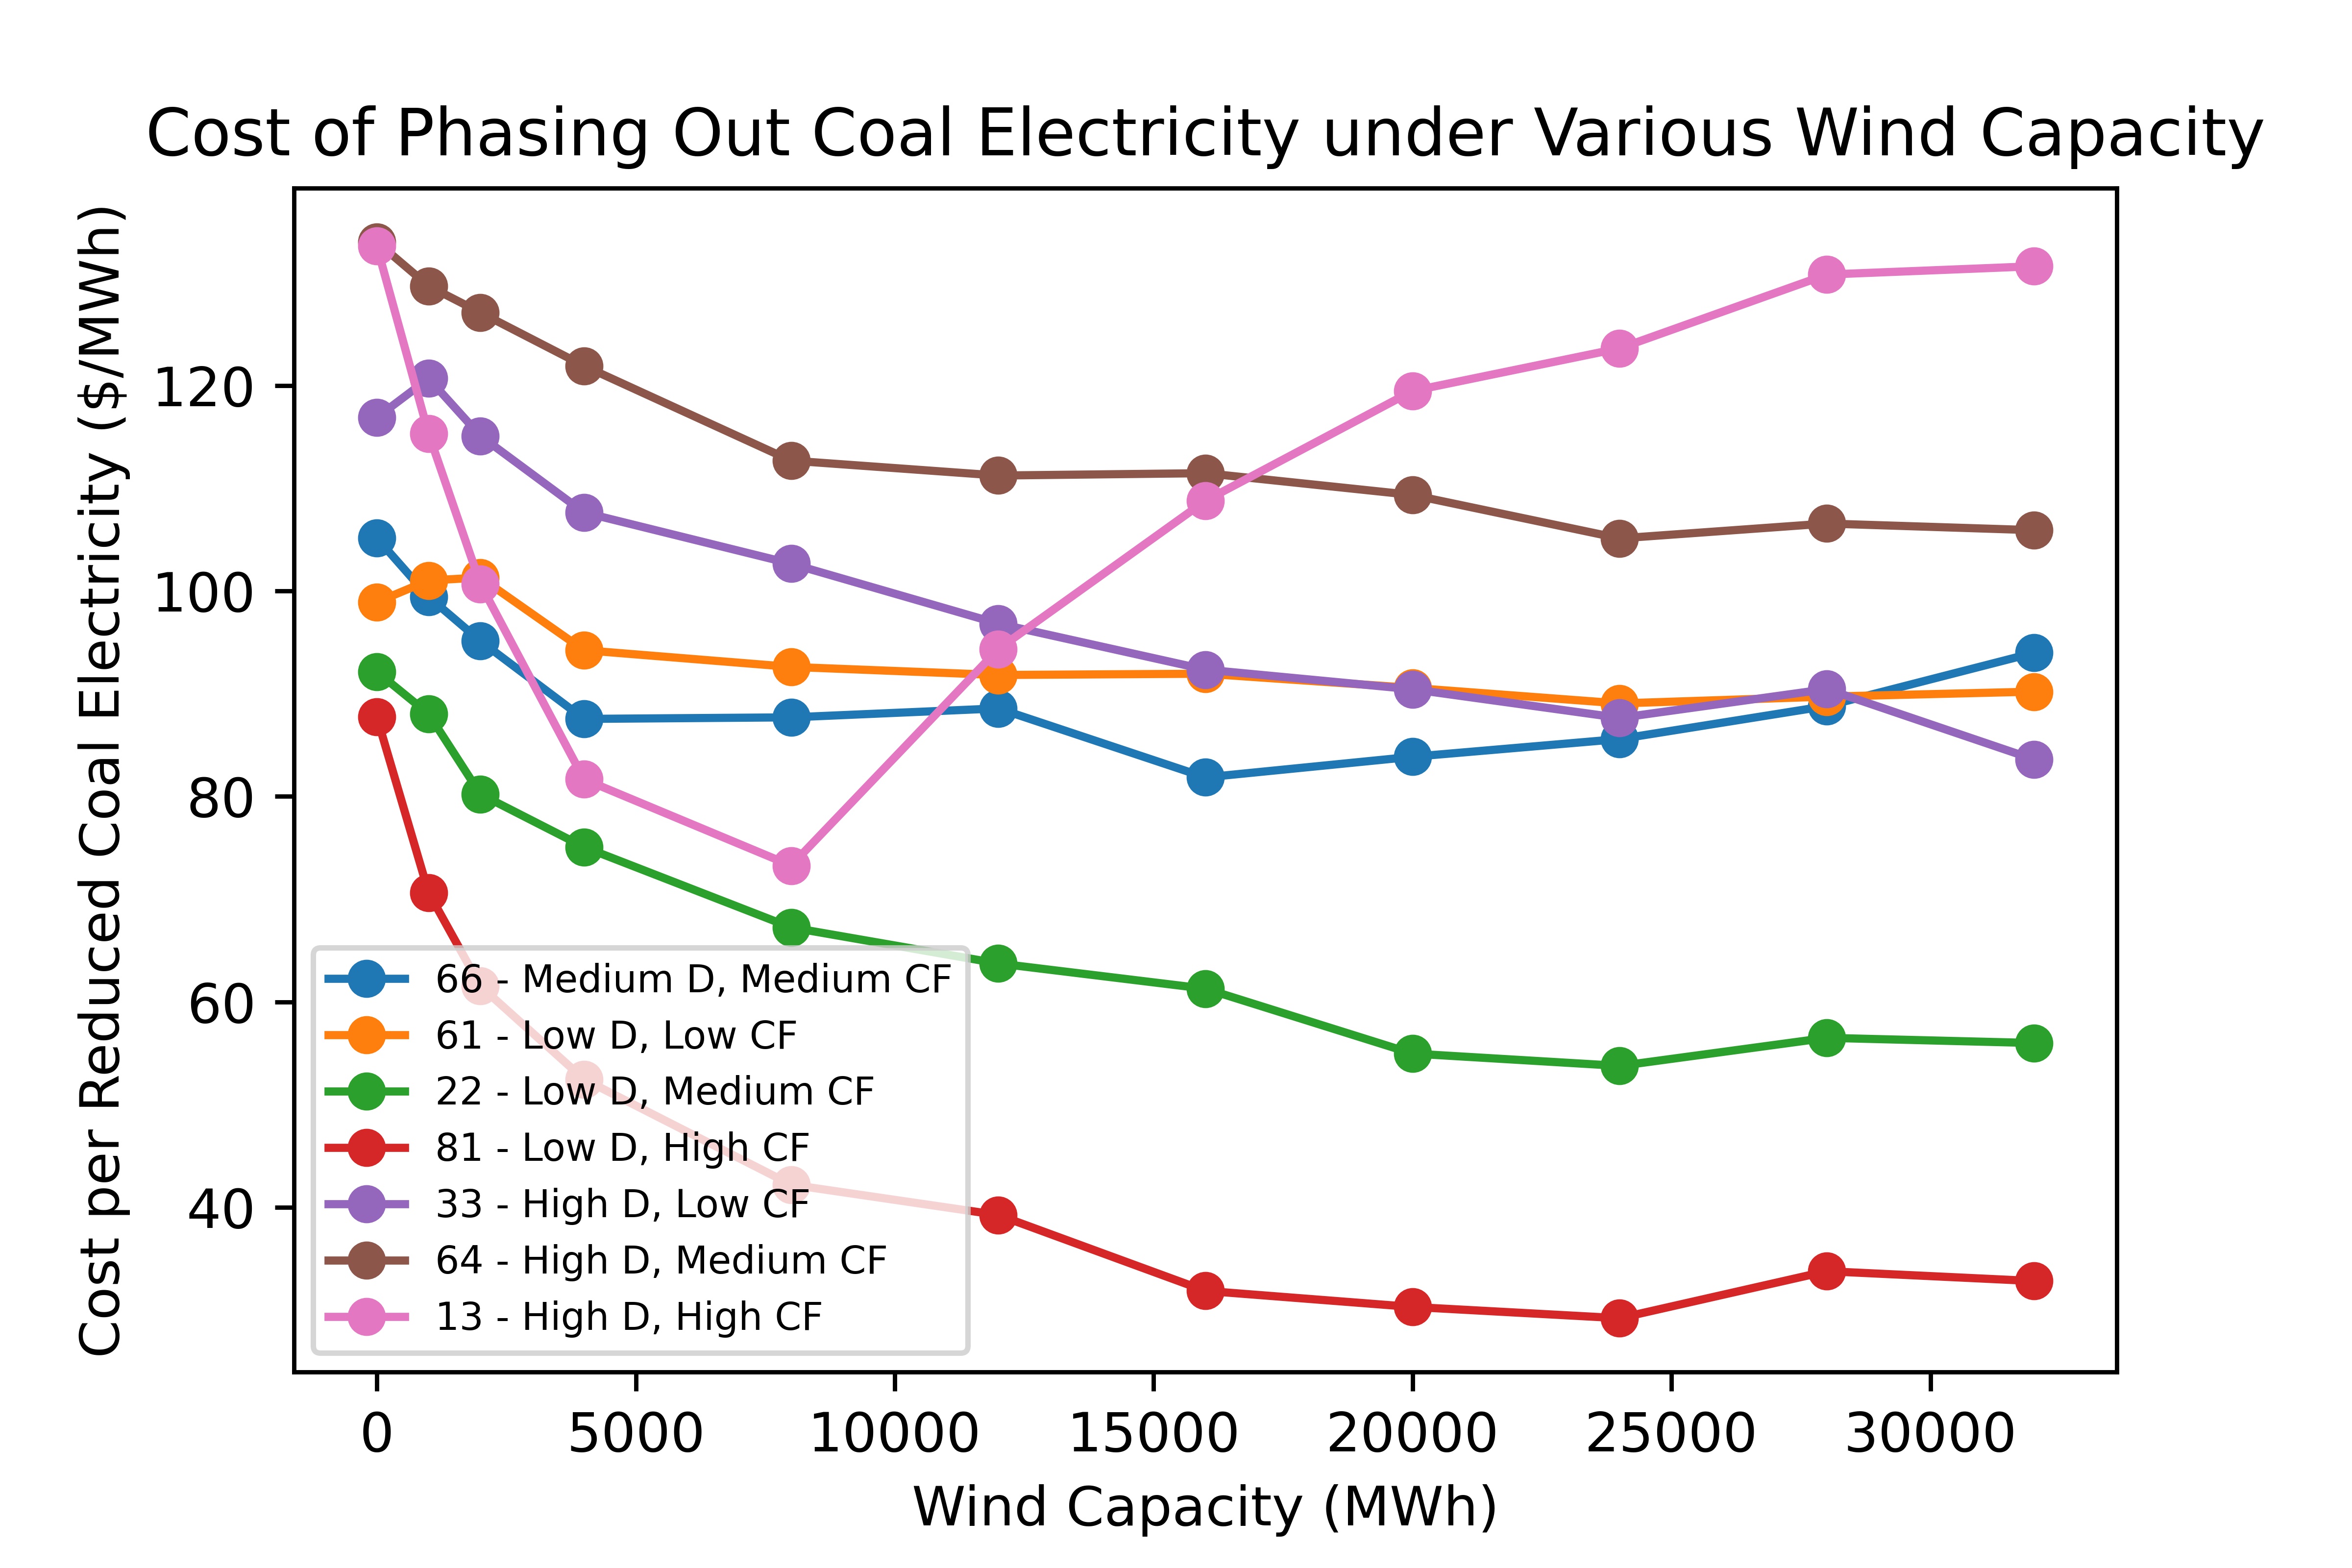 Cost of Phasing Out Coal Electricity under Various Wind Capacity
Cost per Reduced Coal Electricity ($/MWh)
120
100
80
60
40
66 - Medium D, Medium CF
61 - Low D, Low CF
22 - Low D, Medium CF
81 - Low D, High CF
33 - High D, Low CF
64 - High D, Medium CF
13 - High D, High CF
0 5000 10000 15000 20000 25000 30000
Wind Capacity (MWh)